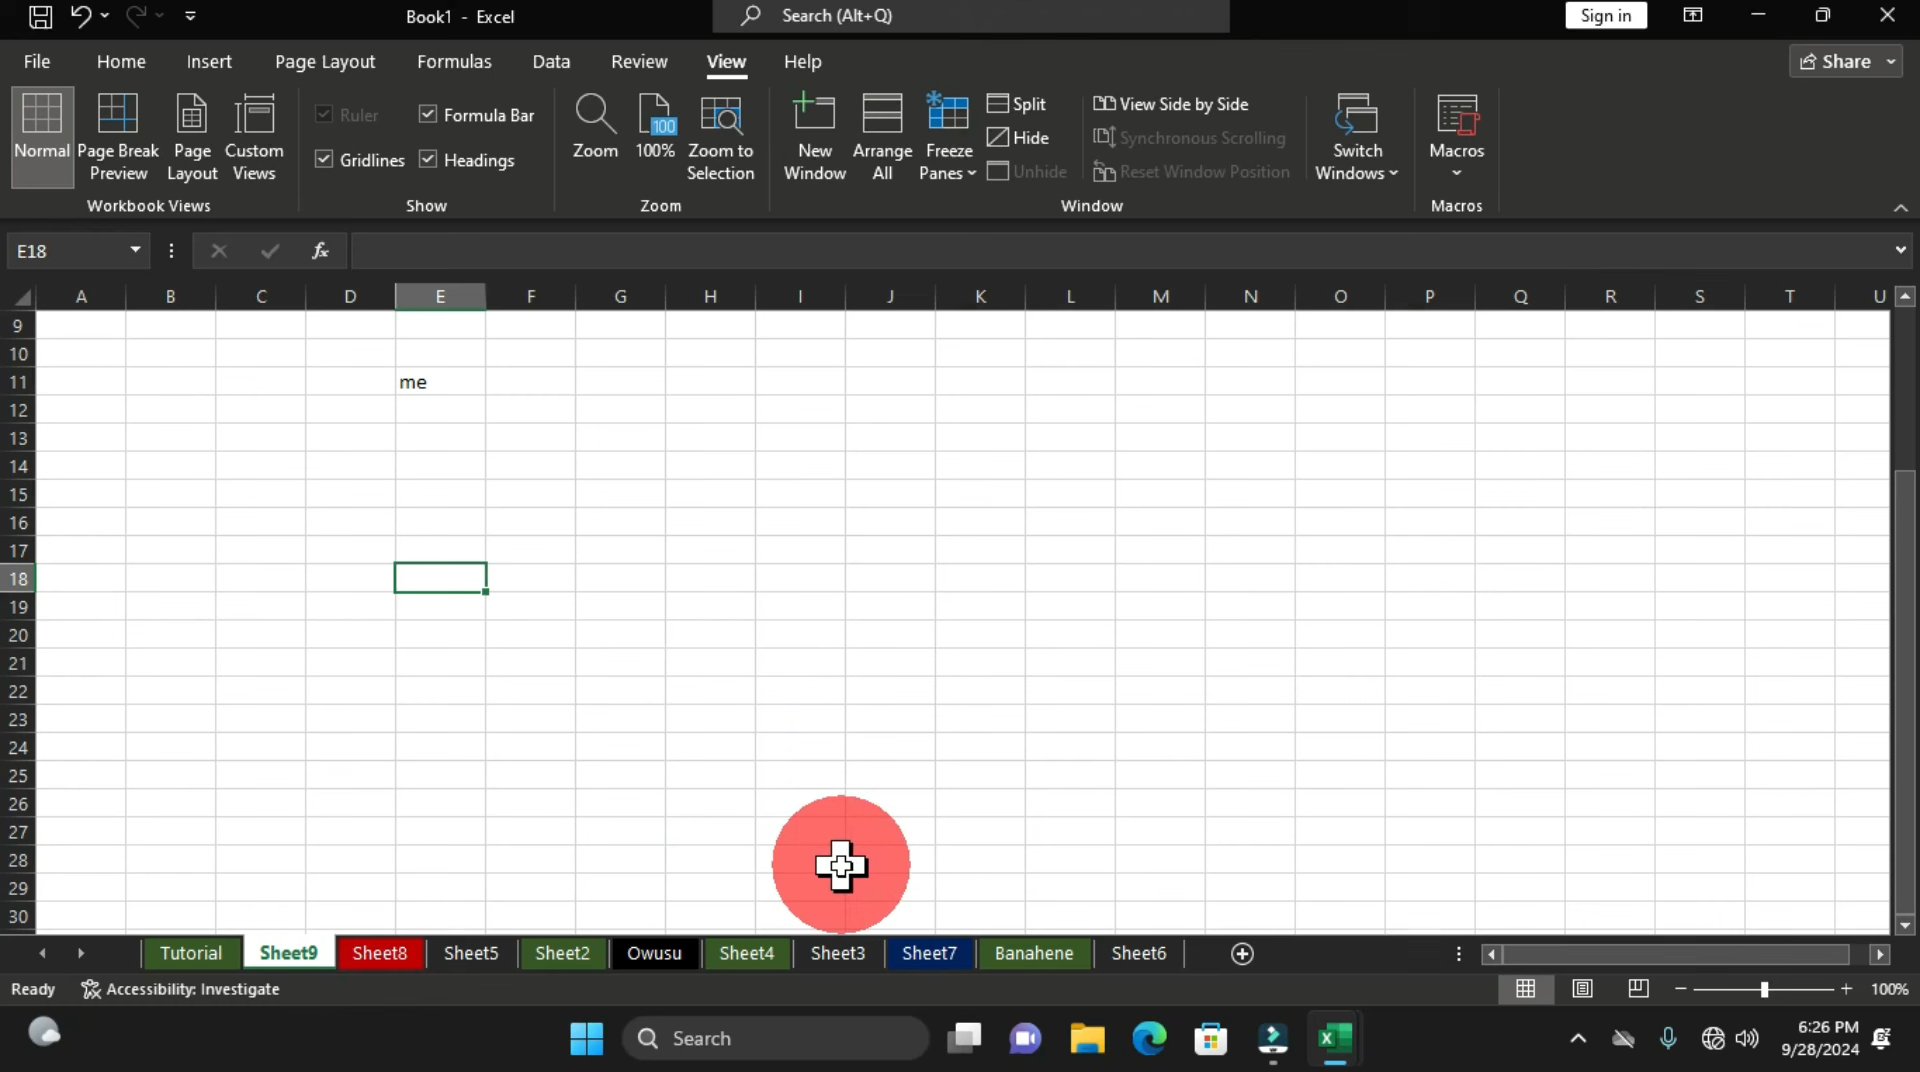 Book1 - Excel
Search (Alt+Q)
Sign in
File Home Insert Page Layout Formulas Data Review View Help
Share
Normal
Page Break Preview
Page Layout
Custom Views
Workbook Views
Ruler
Formula Bar
Gridlines
Headings
Show
Zoom
100
100%
Zoom to Selection
Zoom
New Window
Arrange All
Freeze Panes
Split
Hide
Unhide
View Side by Side
Synchronous Scrolling
Reset Window Position
Switch Windows
Window
Macros
Macros
E18
fx
A B C D E F G H I J K L M N O P Q R S T U
9
10
11 me
12
13
14
15
16
17
18
19
20
21
22
23
24
25
26
27
28
29
30
Tutorial Sheet9 Sheet8 Sheet5 Sheet2 Owusu Sheet4 Sheet3 Sheet7 Banahene Sheet6
Ready
Accessibility: Investigate
100%
Search
6:26 PM
9/28/2024